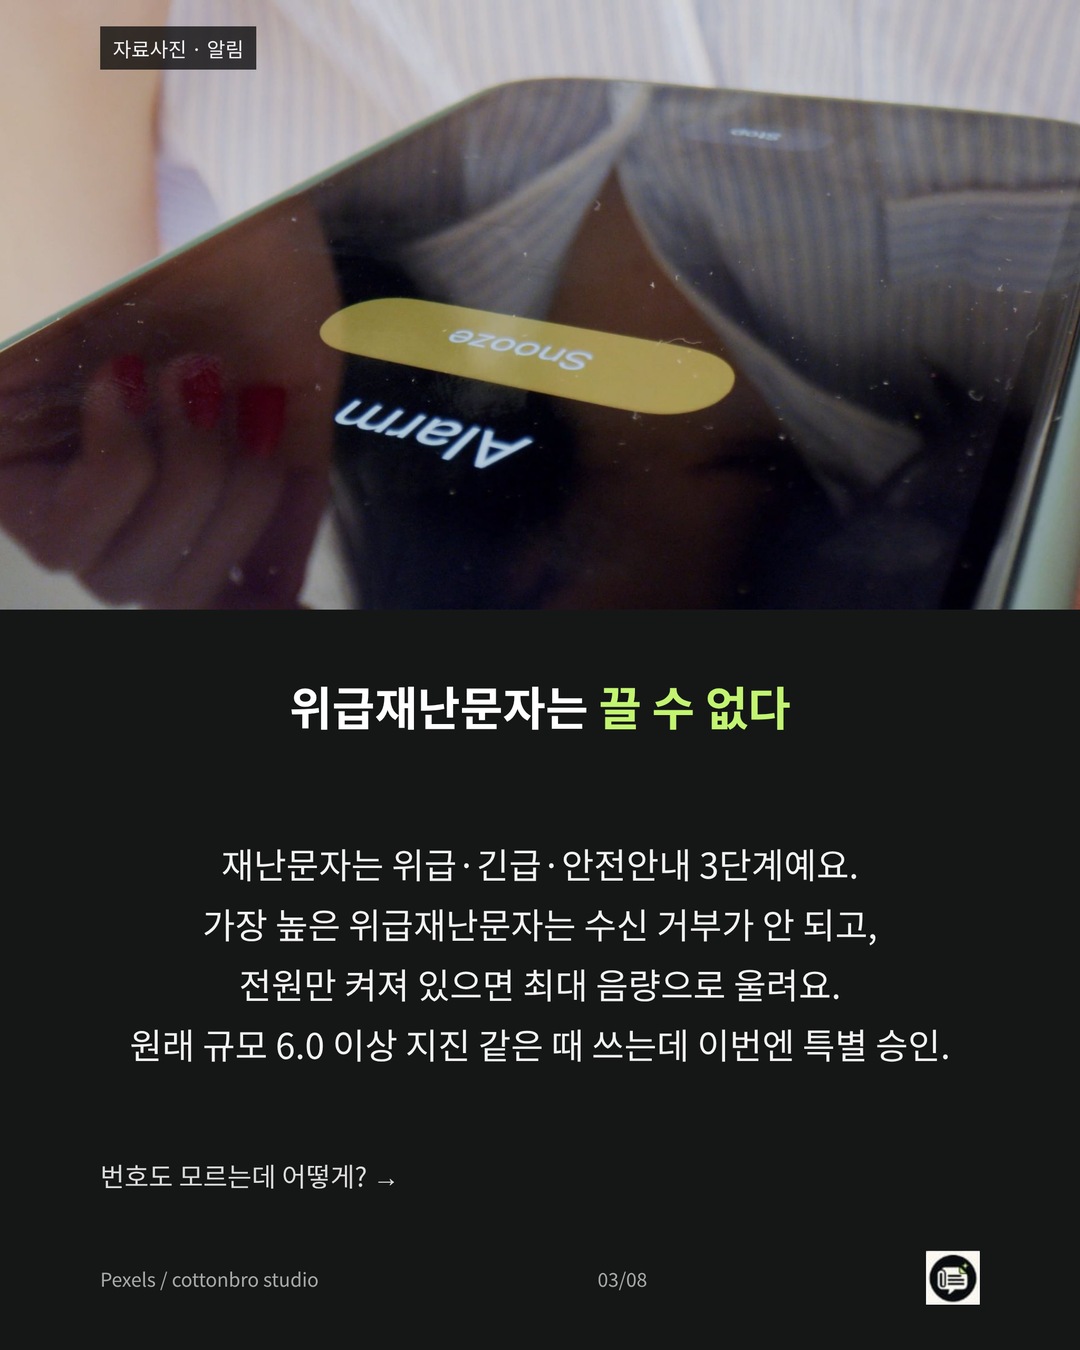 자료사진 · 알림
Stop
Snooze
Alarm
위급재난문자는 끌 수 없다
재난문자는 위급·긴급·안전안내 3단계예요.
가장 높은 위급재난문자는 수신 거부가 안 되고,
전원만 켜져 있으면 최대 음량으로 울려요.
원래 규모 6.0 이상 지진 같은 때 쓰는데 이번엔 특별 승인.
번호도 모르는데 어떻게? →
Pexels / cottonbro studio
03/08